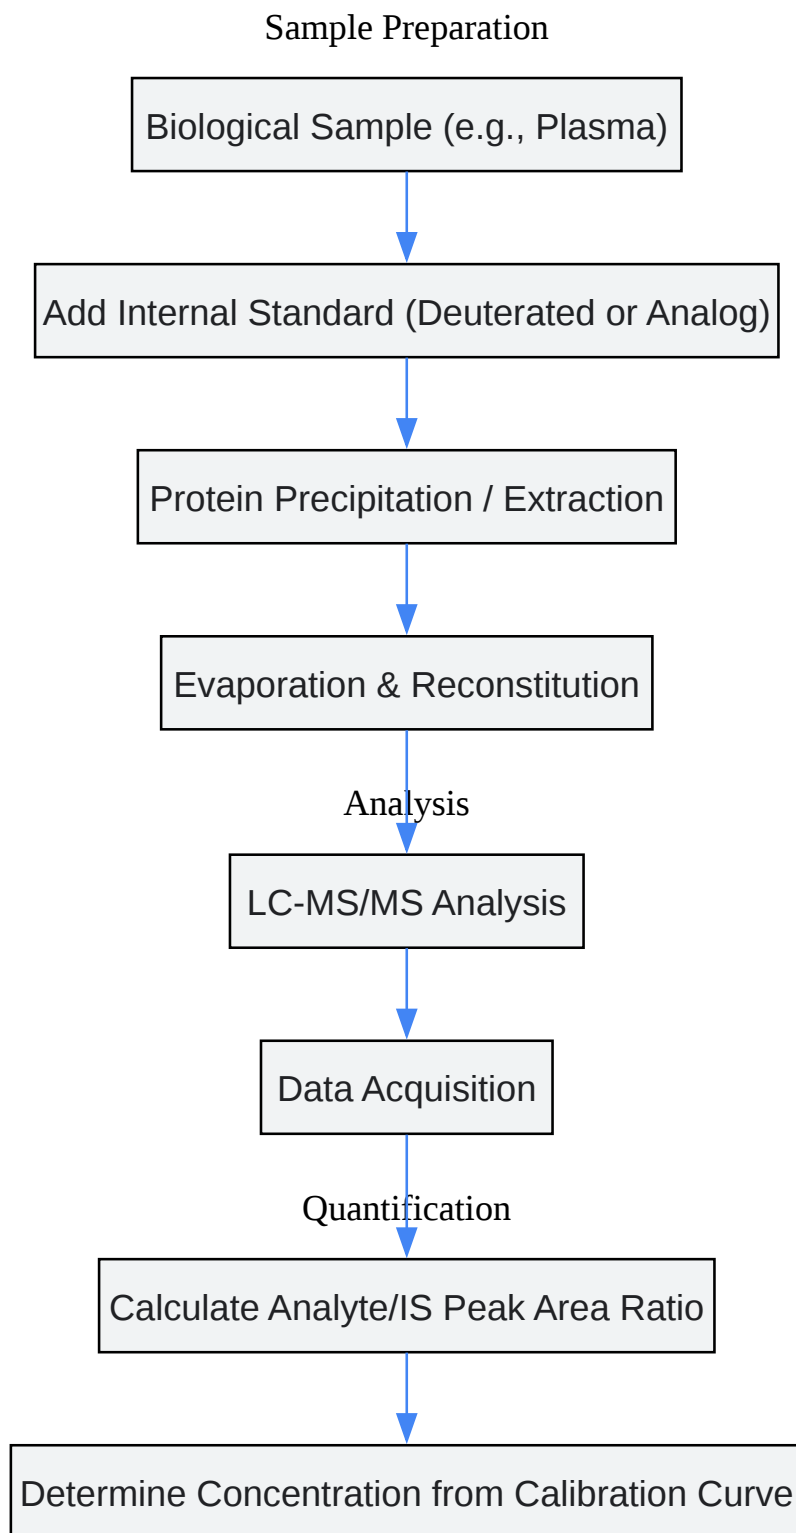 Sample Preparation
Biological Sample (e.g., Plasma)
Add Internal Standard (Deuterated or Analog)
Protein Precipitation / Extraction
Evaporation & Reconstitution
Analysis
LC-MS/MS Analysis
Data Acquisition
Quantification
Calculate Analyte/IS Peak Area Ratio
Determine Concentration from Calibration Curve